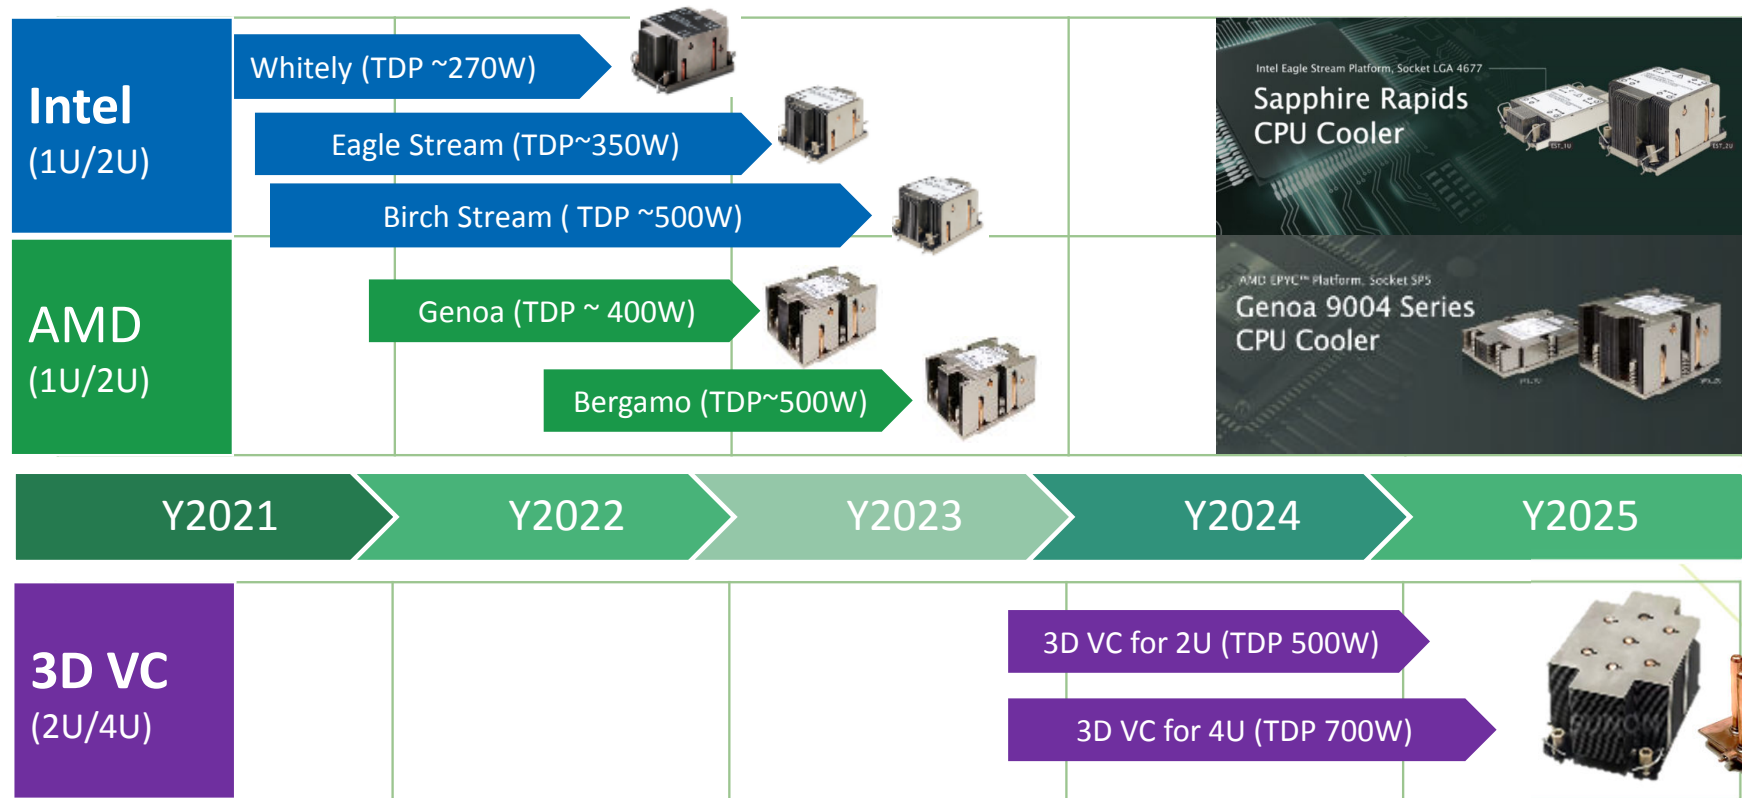 Intel
(1U/2U)
Whitely (TDP ~270W)
Eagle Stream (TDP~350W)
Birch Stream ( TDP ~500W)
Intel Eagle Stream Platform, Socket LGA 4677
Sapphire Rapids
CPU Cooler
EST_1U
EST_2U
AMD
(1U/2U)
Genoa (TDP ~ 400W)
Bergamo (TDP~500W)
AMD EPYC™ Platform, Socket SP5
Genoa 9004 Series
CPU Cooler
Y2021
Y2022
Y2023
Y2024
Y2025
3D VC
(2U/4U)
3D VC for 2U (TDP 500W)
3D VC for 4U (TDP 700W)